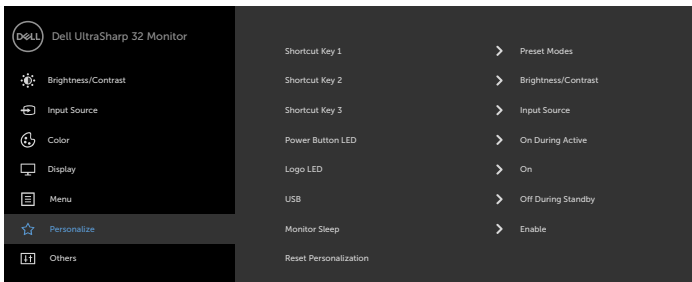 DELL Dell UltraSharp 32 Monitor
Brightness/Contrast
Input Source
Color
Display
Menu
Personalize
Others
Shortcut Key 1 Preset Modes
Shortcut Key 2 Brightness/Contrast
Shortcut Key 3 Input Source
Power Button LED On During Active
Logo LED On
USB Off During Standby
Monitor Sleep Enable
Reset Personalization